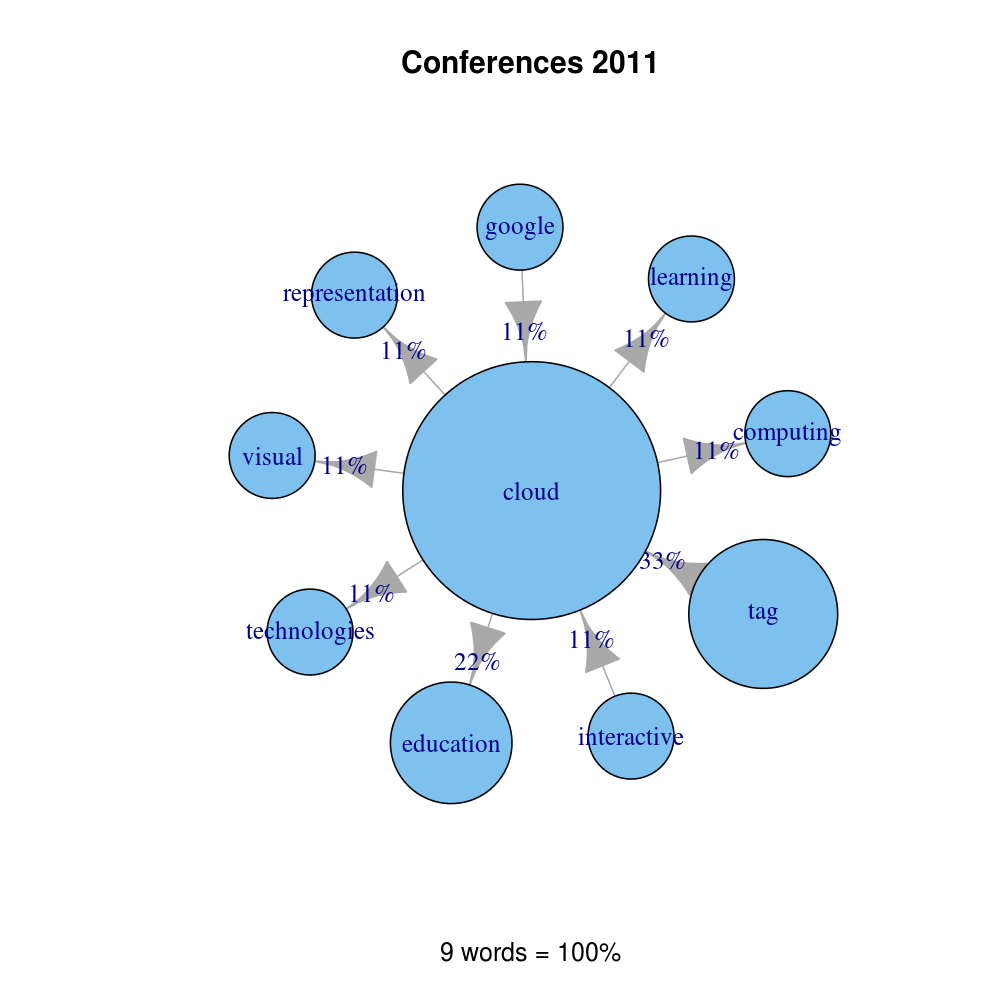 Conferences 2011
google
learning
representation
11%
11%
11%
computing
11%
visual
11%
cloud
33%
tag
11%
technologies
11%
22%
education
interactive
9 words = 100%